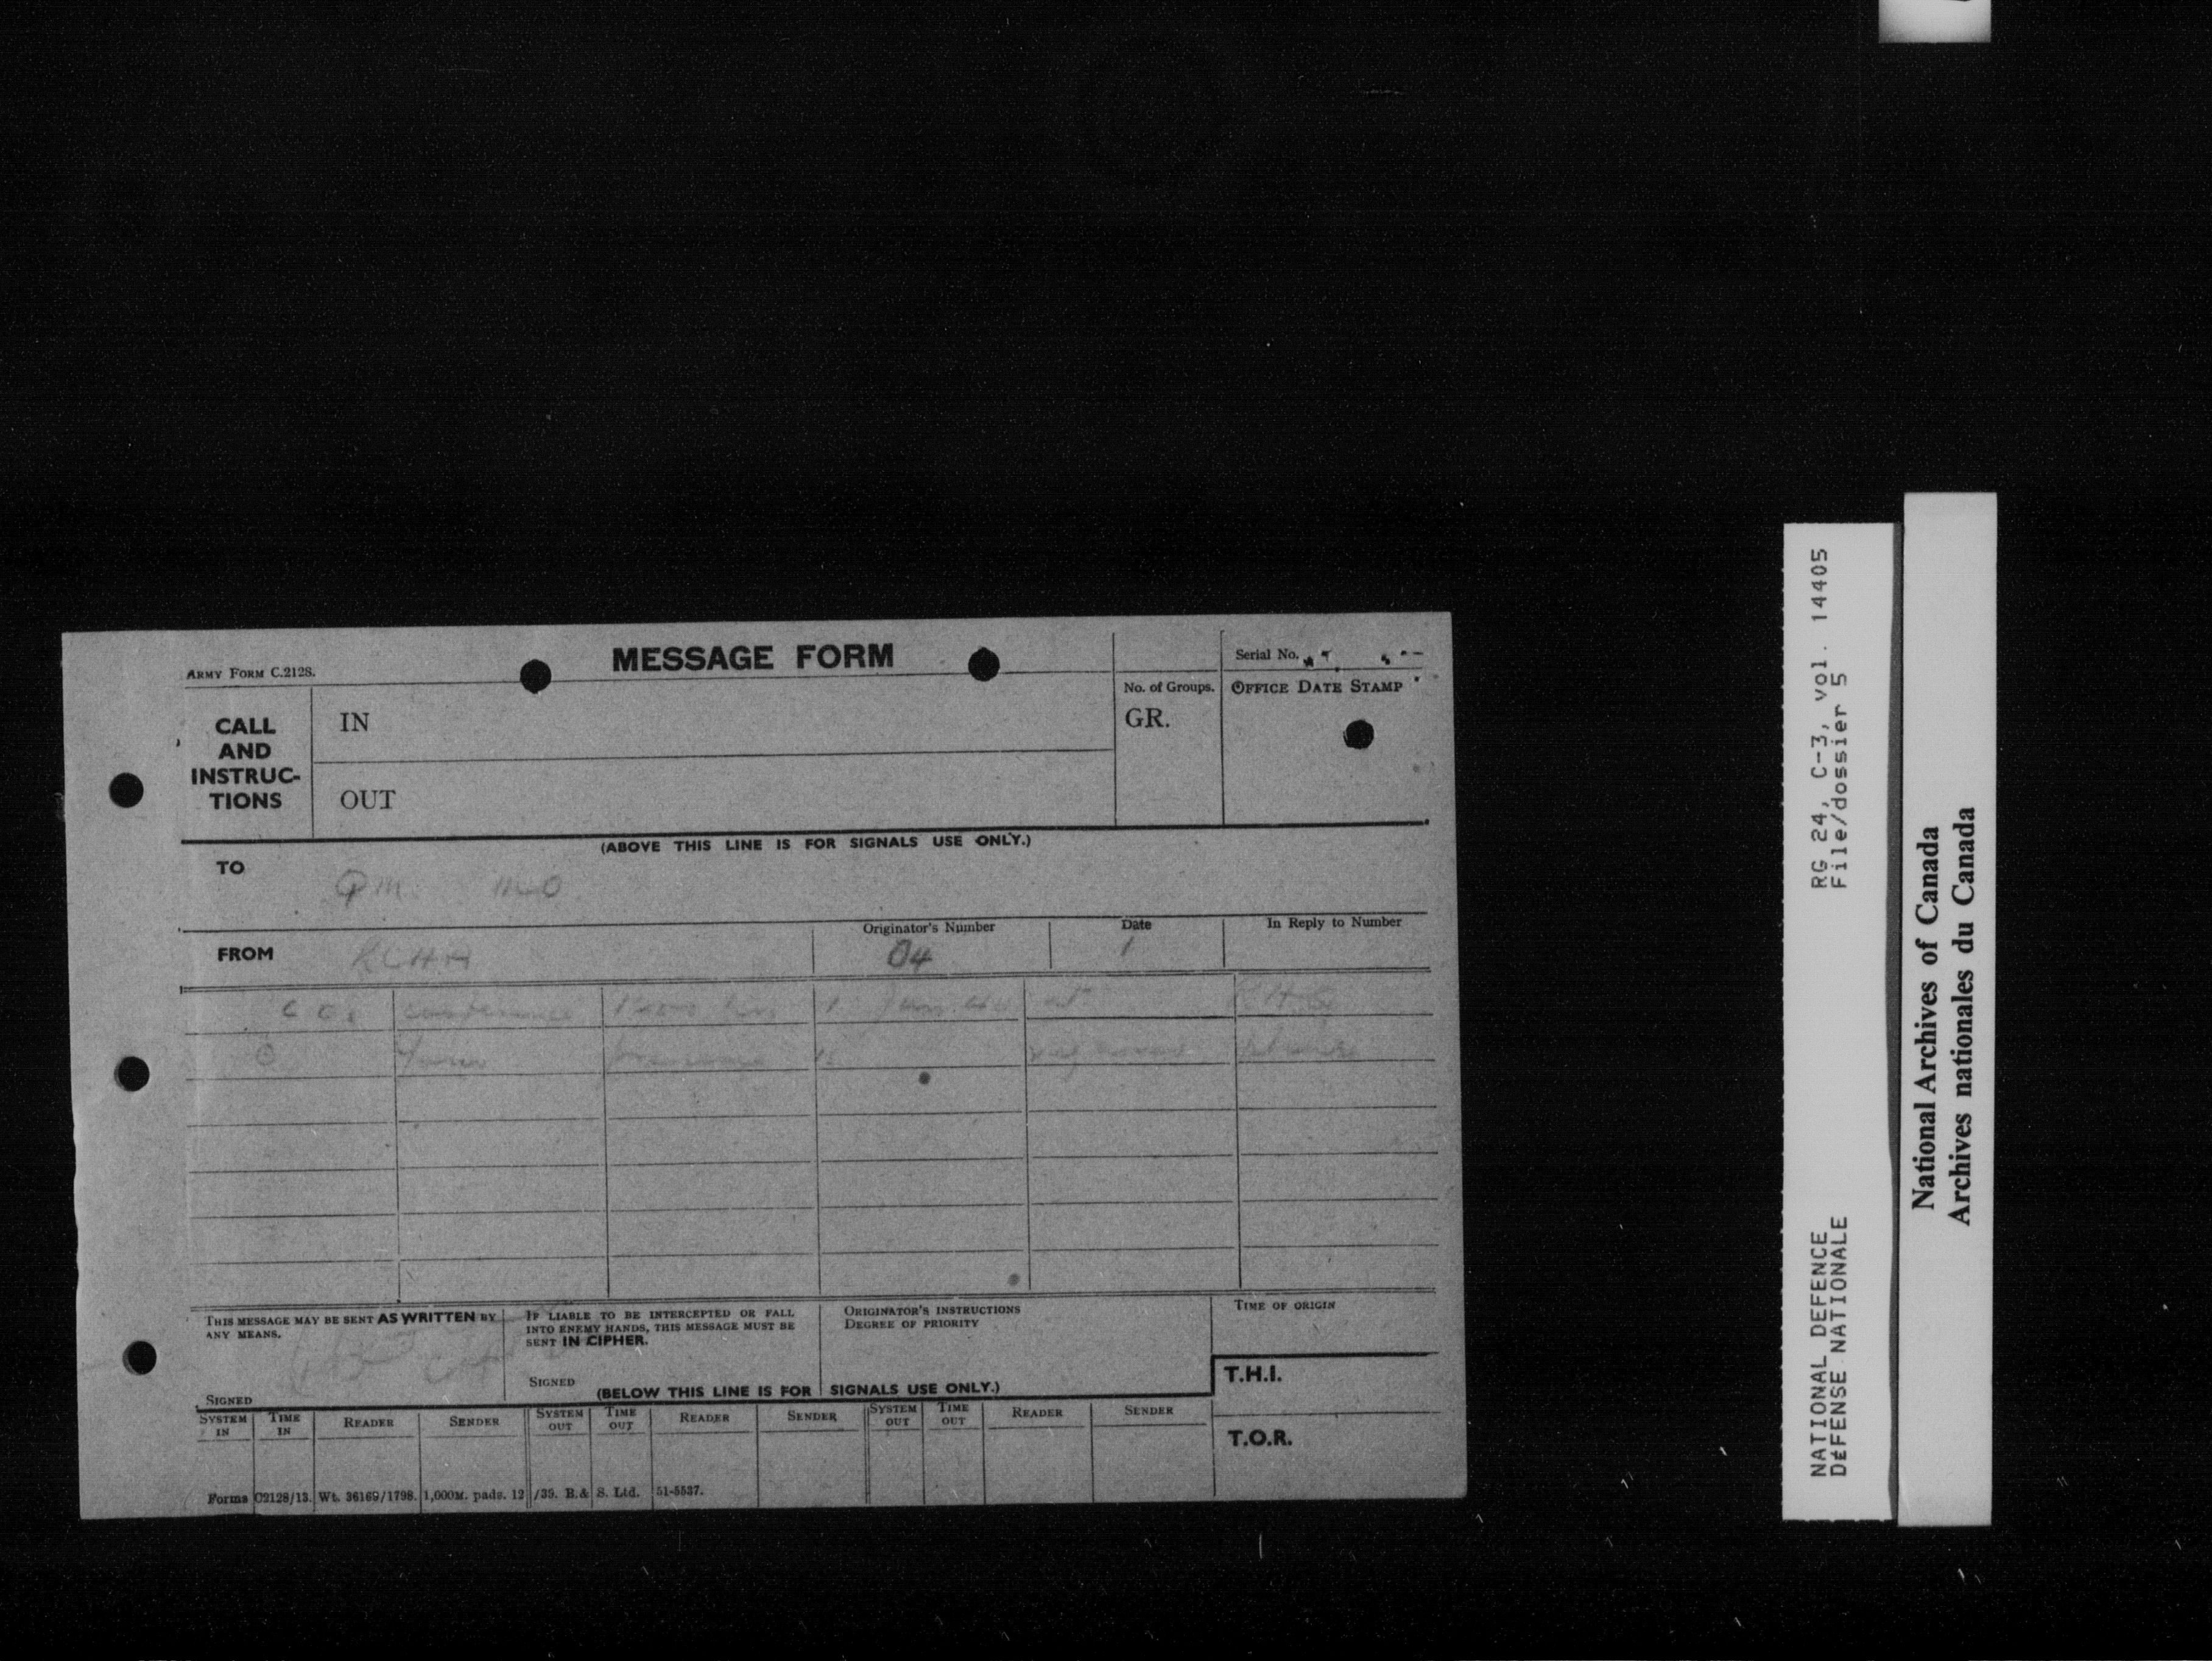 ARMY FORM C.2128.
MESSAGE FORM
Serial No.
CALL AND INSTRUC-TIONS
IN
No. of Groups.
GR.
OFFICE DATE STAMP
OUT
(ABOVE THIS LINE IS FOR SIGNALS USE ONLY.)
TO
QM. MO
FROM
RCHA
Originator's Number
04
Date
1
In Reply to Number
conference
at
RHQ
THIS MESSAGE MAY BE SENT AS WRITTEN BY
ANY MEANS.
SIGNED
IF LIABLE TO BE INTERCEPTED OR FALL
INTO ENEMY HANDS, THIS MESSAGE MUST BE
SENT IN CIPHER.
SIGNED
ORIGINATOR'S INSTRUCTIONS
DEGREE OF PRIORITY
TIME OF ORIGIN
(BELOW THIS LINE IS FOR SIGNALS USE ONLY.)
T.H.I.
SYSTEM IN TIME IN READER SENDER SYSTEM OUT TIME OUT READER SENDER SYSTEM OUT TIME OUT READER SENDER
T.O.R.
Forms C2128/13. Wt. 36169/1798. 1,000M. pads. 12/39. B.& S. Ltd. 51-5537.
RG 24, C-3, vol. 14405
File/dossier 5
NATIONAL DEFENCE
DÉFENSE NATIONALE
National Archives of Canada
Archives nationales du Canada